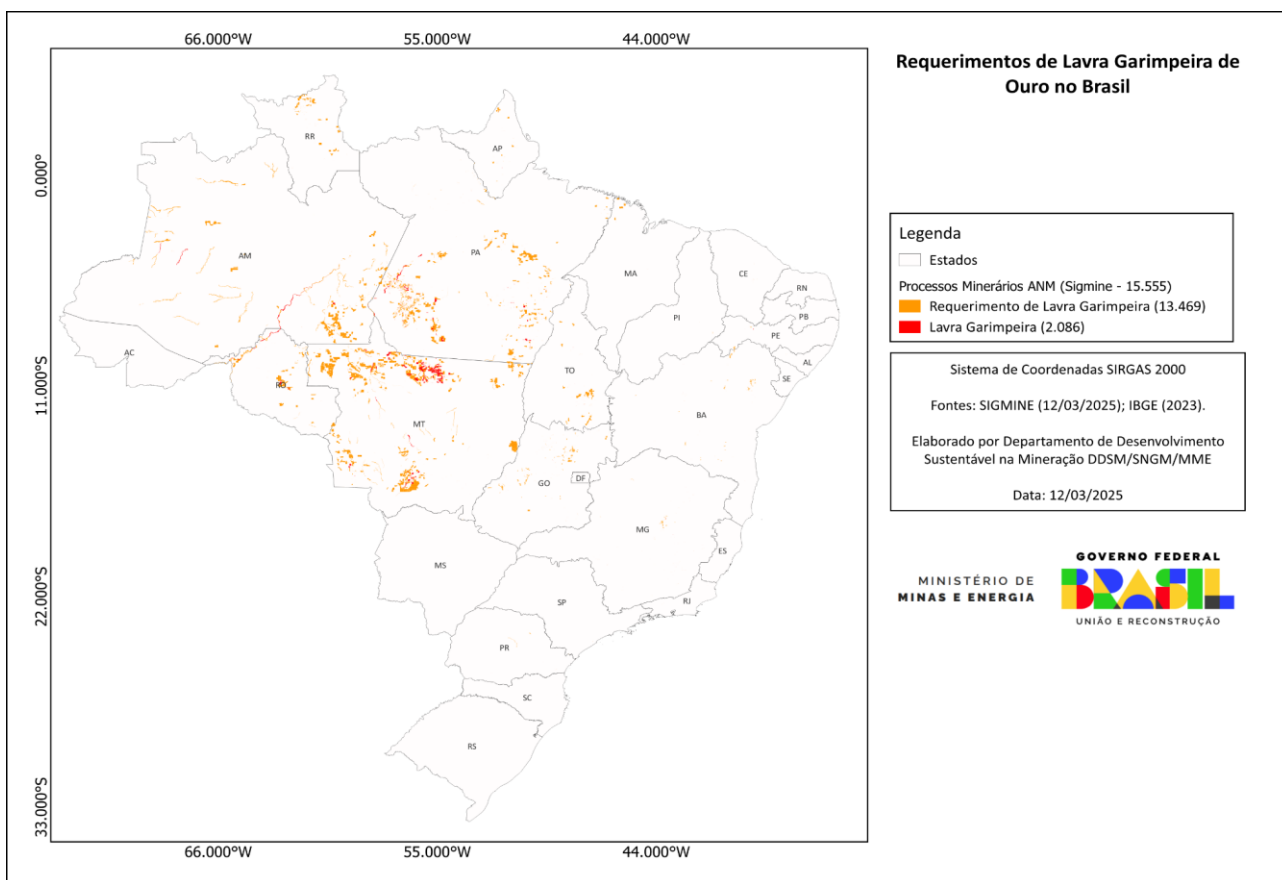 66.000°W 55.000°W 44.000°W
0.000°
11.000°S
22.000°S
33.000°S
RR
AP
AM
PA
MA
CE
RN
PB
PI
PE
AC
AL
SE
TO
RO
BA
MT
DF
GO
MG
ES
MS
SP
RJ
PR
SC
RS
66.000°W 55.000°W 44.000°W
Requerimentos de Lavra Garimpeira de
Ouro no Brasil
Legenda
Estados
Processos Minerários ANM (Sigmine - 15.555)
Requerimento de Lavra Garimpeira (13.469)
Lavra Garimpeira (2.086)
Sistema de Coordenadas SIRGAS 2000
Fontes: SIGMINE (12/03/2025); IBGE (2023).
Elaborado por Departamento de Desenvolvimento
Sustentável na Mineração DDSM/SNGM/MME
Data: 12/03/2025
MINISTÉRIO DE
MINAS E ENERGIA
GOVERNO FEDERAL
BRASIL
UNIÃO E RECONSTRUÇÃO